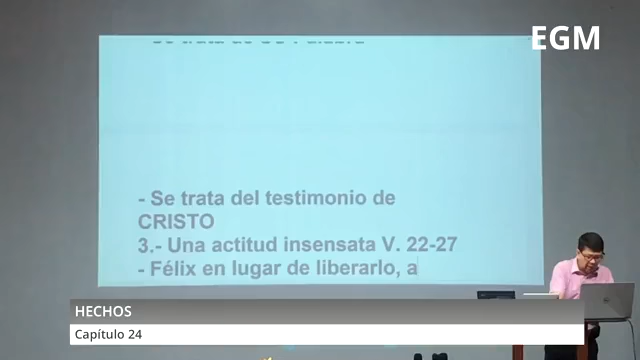 EGM
- Se trata del testimonio de
CRISTO
3.- Una actitud insensata V. 22-27
- Félix en lugar de liberarlo, a
HECHOS
Capítulo 24